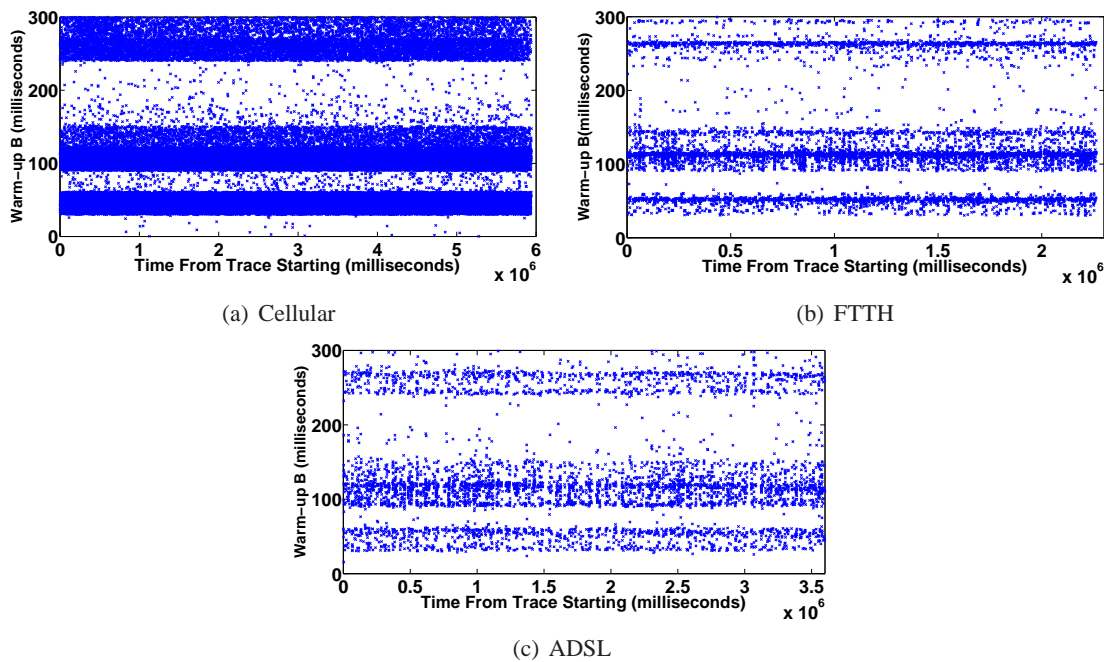 300
200
100
0
Warm-up B (milliseconds)
0 1 2 3 4 5 6
Time From Trace Starting (milliseconds)
x 10^6
(a) Cellular
300
200
100
0
Warm-up B(milliseconds)
0 0.5 1 1.5 2
Time From Trace Starting (milliseconds)
x 10^6
(b) FTTH
300
200
100
0
Warm-up B (milliseconds)
0 0.5 1 1.5 2 2.5 3 3.5
Time From Trace Starting (milliseconds)
x 10^6
(c) ADSL